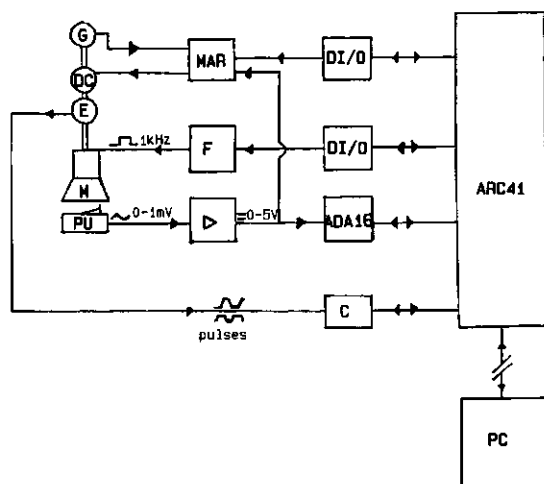 G
MAR
DI/O
DC
E
1kHz
F
DI/O
ARC41
M
PU
0-1mV
0-5V
ADA16
C
pulses
PC